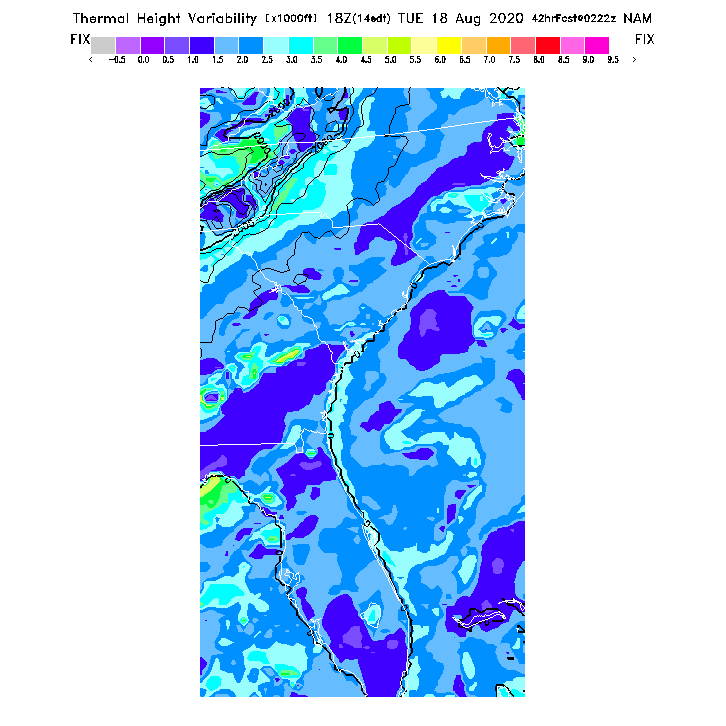 Thermal Height Variability [x1000ft] 18Z(14edt) TUE 18 Aug 2020 42hrFcst@0222z NAM
FIX FIX
< -0.5 0.0 0.5 1.0 1.5 2.0 2.5 3.0 3.5 4.0 4.5 5.0 5.5 6.0 6.5 7.0 7.5 8.0 8.5 9.0 9.5 >